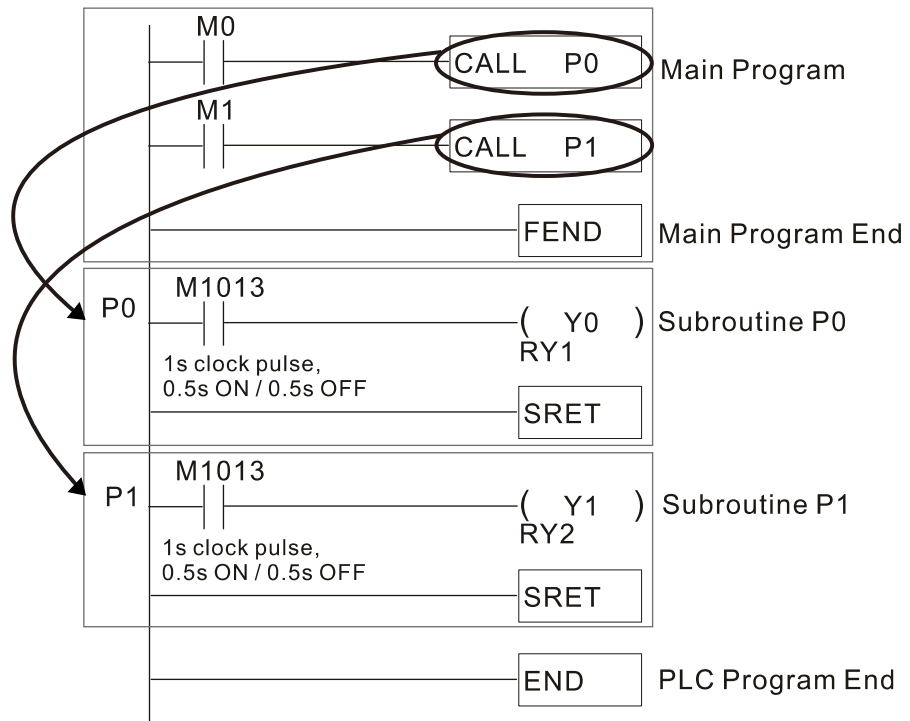 M0
CALL P0
Main Program
M1
CALL P1
FEND
Main Program End
P0
M1013
( Y0 )
RY1
Subroutine P0
1s clock pulse,
0.5s ON / 0.5s OFF
SRET
P1
M1013
( Y1 )
RY2
Subroutine P1
1s clock pulse,
0.5s ON / 0.5s OFF
SRET
END
PLC Program End